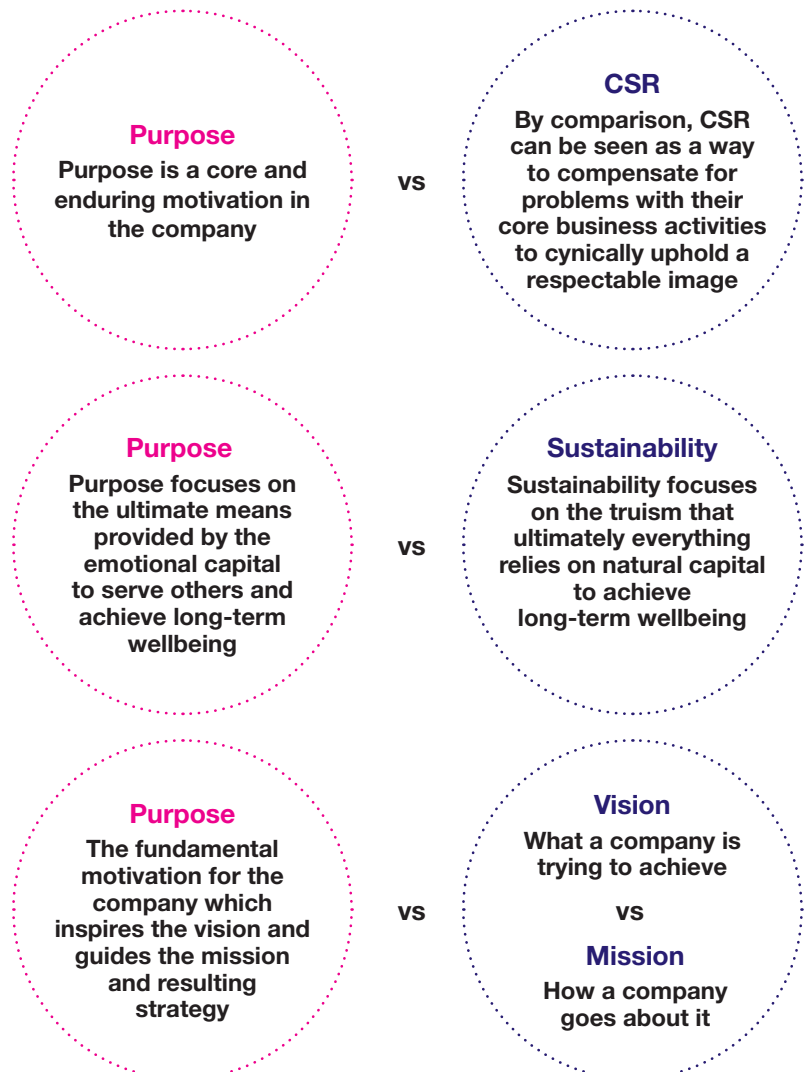 Purpose
Purpose is a core and
enduring motivation in
the company
vs
CSR
By comparison, CSR
can be seen as a way
to compensate for
problems with their
core business activities
to cynically uphold a
respectable image
Purpose
Purpose focuses on
the ultimate means
provided by the
emotional capital
to serve others and
achieve long-term
wellbeing
vs
Sustainability
Sustainability focuses
on the truism that
ultimately everything
relies on natural capital
to achieve
long-term wellbeing
Purpose
The fundamental
motivation for the
company which
inspires the vision and
guides the mission
and resulting
strategy
vs
Vision
What a company is
trying to achieve
vs
Mission
How a company
goes about it